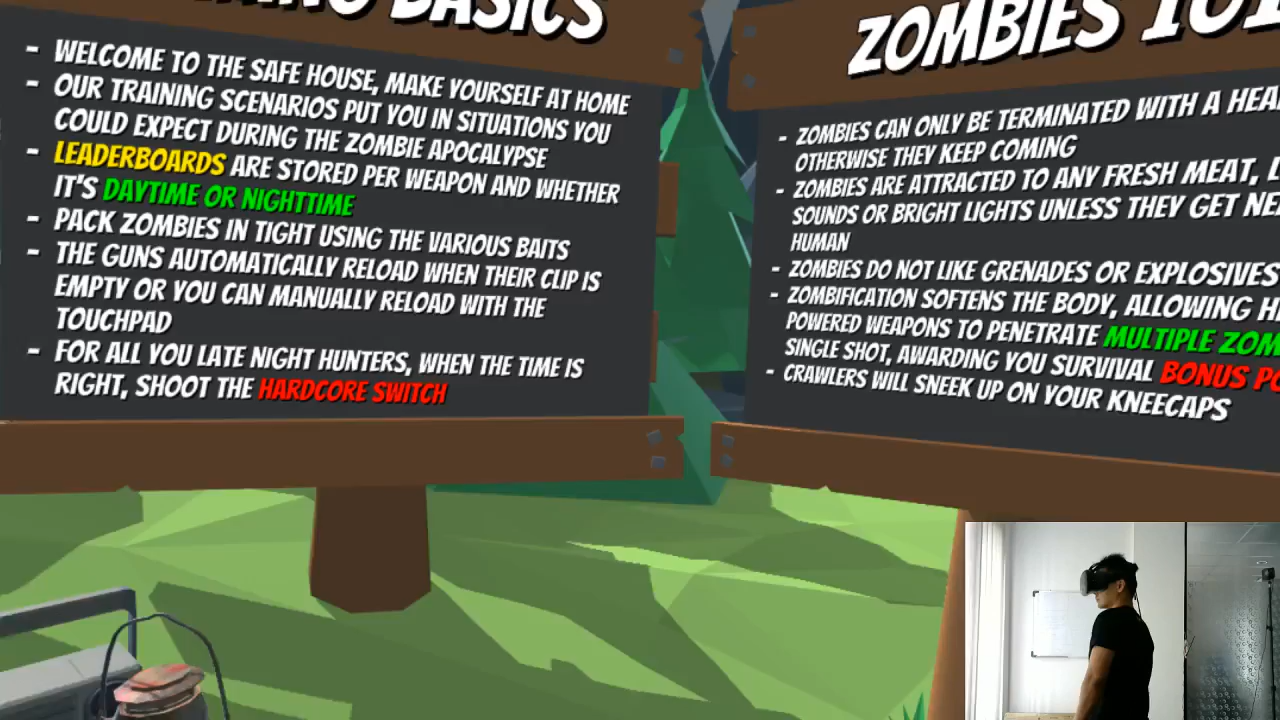 BASICS
- WELCOME TO THE SAFE HOUSE, MAKE YOURSELF AT HOME
- OUR TRAINING SCENARIOS PUT YOU IN SITUATIONS YOU
COULD EXPECT DURING THE ZOMBIE APOCALYPSE
- LEADERBOARDS ARE STORED PER WEAPON AND WHETHER
IT'S DAYTIME OR NIGHTTIME
- PACK ZOMBIES IN TIGHT USING THE VARIOUS BAITS
- THE GUNS AUTOMATICALLY RELOAD WHEN THEIR CLIP IS
EMPTY OR YOU CAN MANUALLY RELOAD WITH THE
TOUCHPAD
- FOR ALL YOU LATE NIGHT HUNTERS, WHEN THE TIME IS
RIGHT, SHOOT THE HARDCORE SWITCH
ZOMBIES 101
- ZOMBIES CAN ONLY BE TERMINATED WITH A
OTHERWISE THEY KEEP COMING
- ZOMBIES ARE ATTRACTED TO ANY FRESH MEAT,
SOUNDS OR BRIGHT LIGHTS UNLESS THEY GET
HUMAN
- ZOMBIES DO NOT LIKE GRENADES OR EXPLOSIVES
- ZOMBIFICATION SOFTENS THE BODY, ALLOWING
POWERED WEAPONS TO PENETRATE MULTIPLE
SINGLE SHOT, AWARDING YOU SURVIVAL BONUS
- CRAWLERS WILL SNEEK UP ON YOUR KNEECAPS